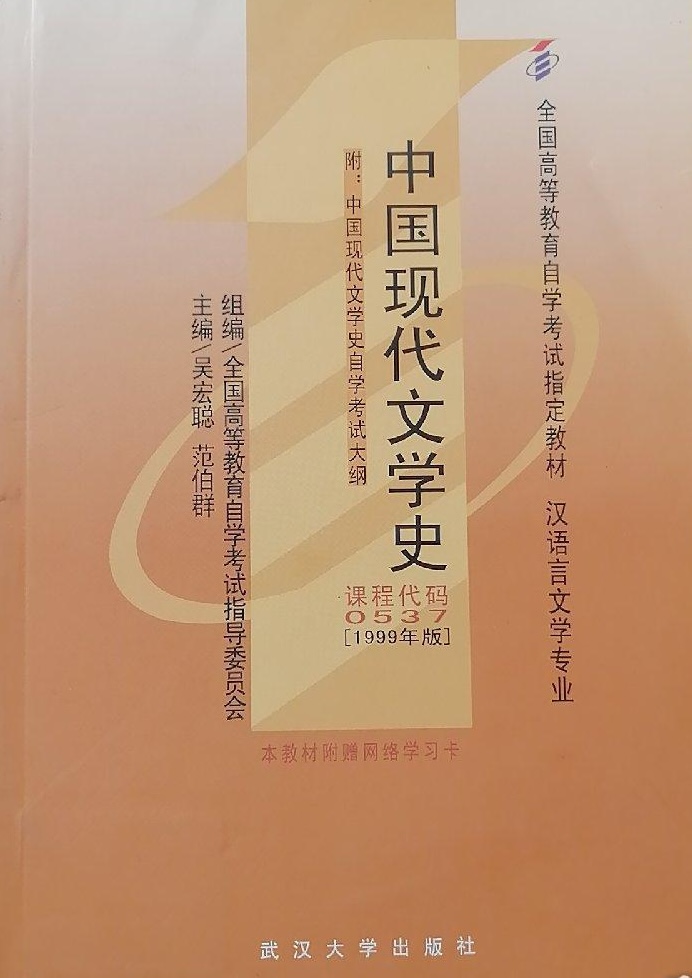 全国高等教育自学考试指定教材 汉语言文学专业
中国现代文学史
附：中国现代文学史自学考试大纲
课程代码
0537
[1999年版]
组编/全国高等教育自学考试指导委员会
主编/吴宏聪 范伯群
本教材附赠网络学习卡
武汉大学出版社